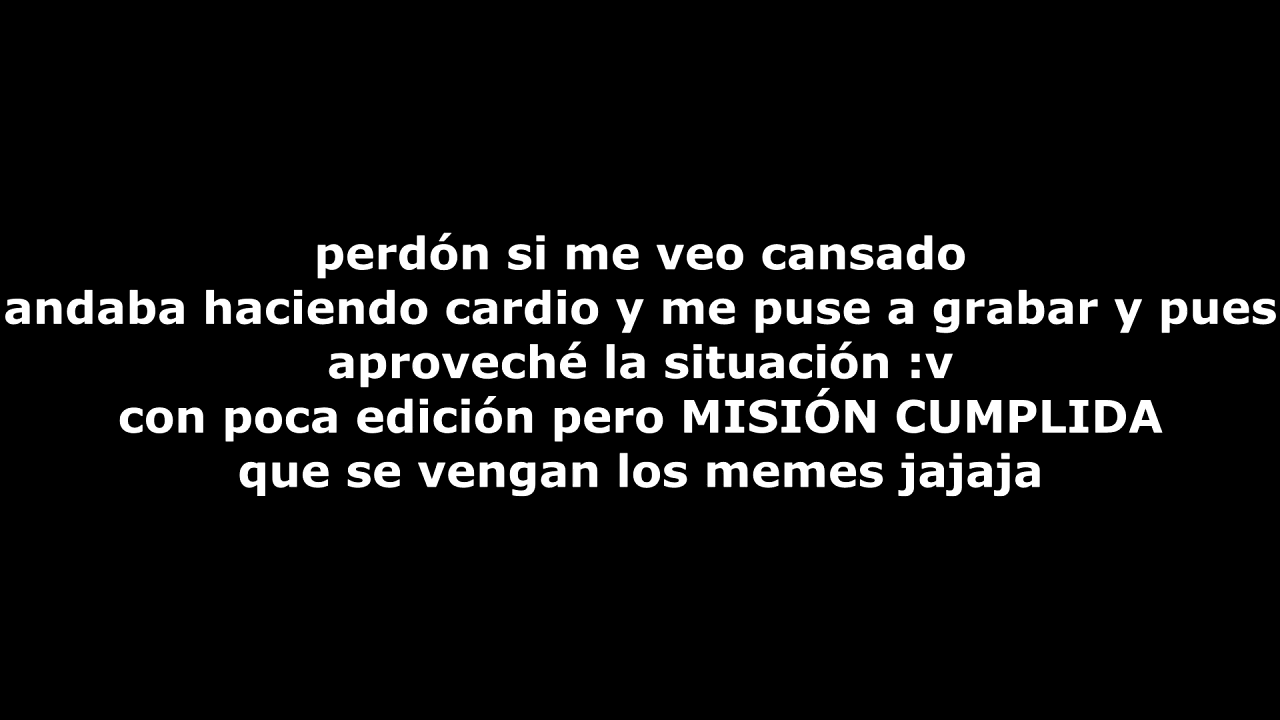 perdón si me veo cansado
andaba haciendo cardio y me puse a grabar y pues
aproveché la situación :v
con poca edición pero MISIÓN CUMPLIDA
que se vengan los memes jajaja